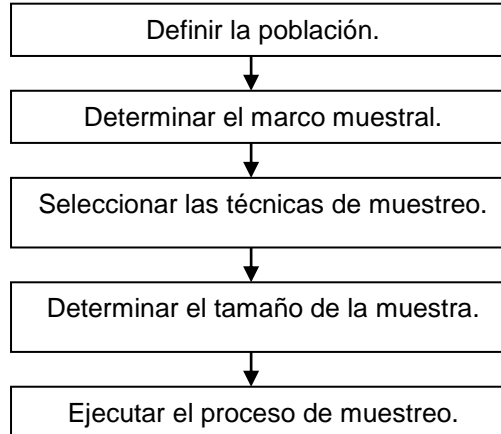 Definir la población.
Determinar el marco muestral.
Seleccionar las técnicas de muestreo.
Determinar el tamaño de la muestra.
Ejecutar el proceso de muestreo.